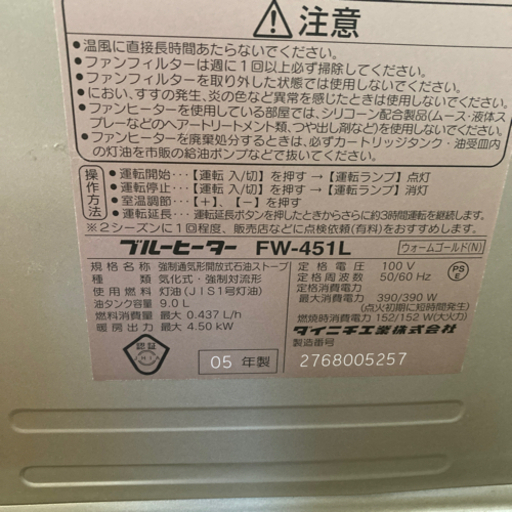 ⚠注意
●温風に直接長時間あたらないでください。
●ファンフィルターは週に1回以上必ず掃除してください。
●ファンフィルターを取り外した状態では使用しないでください。
●におい、すすの発生、炎の色など異常を感じたときは使用しないでください。
●ファンヒーターを使用している部屋では、シリコーン配合製品(ムース・液体スプレーなどのヘアートリートメント類、つや出し剤など)を使用しないでください。
●ファンヒーターを廃棄処分するときは、必ずカートリッジタンク・油受皿内の灯油を市販の給油ポンプなどで抜いてください。
操作方法
●運転開始…【運転 入/切】を押す → 【運転ランプ】点灯
●運転停止…【運転 入/切】を押す → 【運転ランプ】消灯
●室温調節…【+】、【-】を押す
●運転延長…運転延長ボタンを押したときからさらに約3時間運転を継続します。
※2シーズンに1回程度、販売店などに点検依頼(有料)をおすすめします。
ブルーヒーター FW-451L ウォームゴールド(N)
規格名称 強制通気形開放式石油ストーブ
種類 気化式・強制対流形
使用燃料 灯油(JIS1号灯油)
油タンク容量 9.0L
燃料消費量 最大 0.437L/h
暖房出力 最大 4.50kW
定格電圧 100V
定格周波数 50/60Hz
定格消費電力
最大消費電力 390/390W
(点火初期に短時間発生)
燃焼時消費電力 152/152W(大火力)
PSE
ダイニチ工業株式会社
認証
05年製
製造番号
2768005257